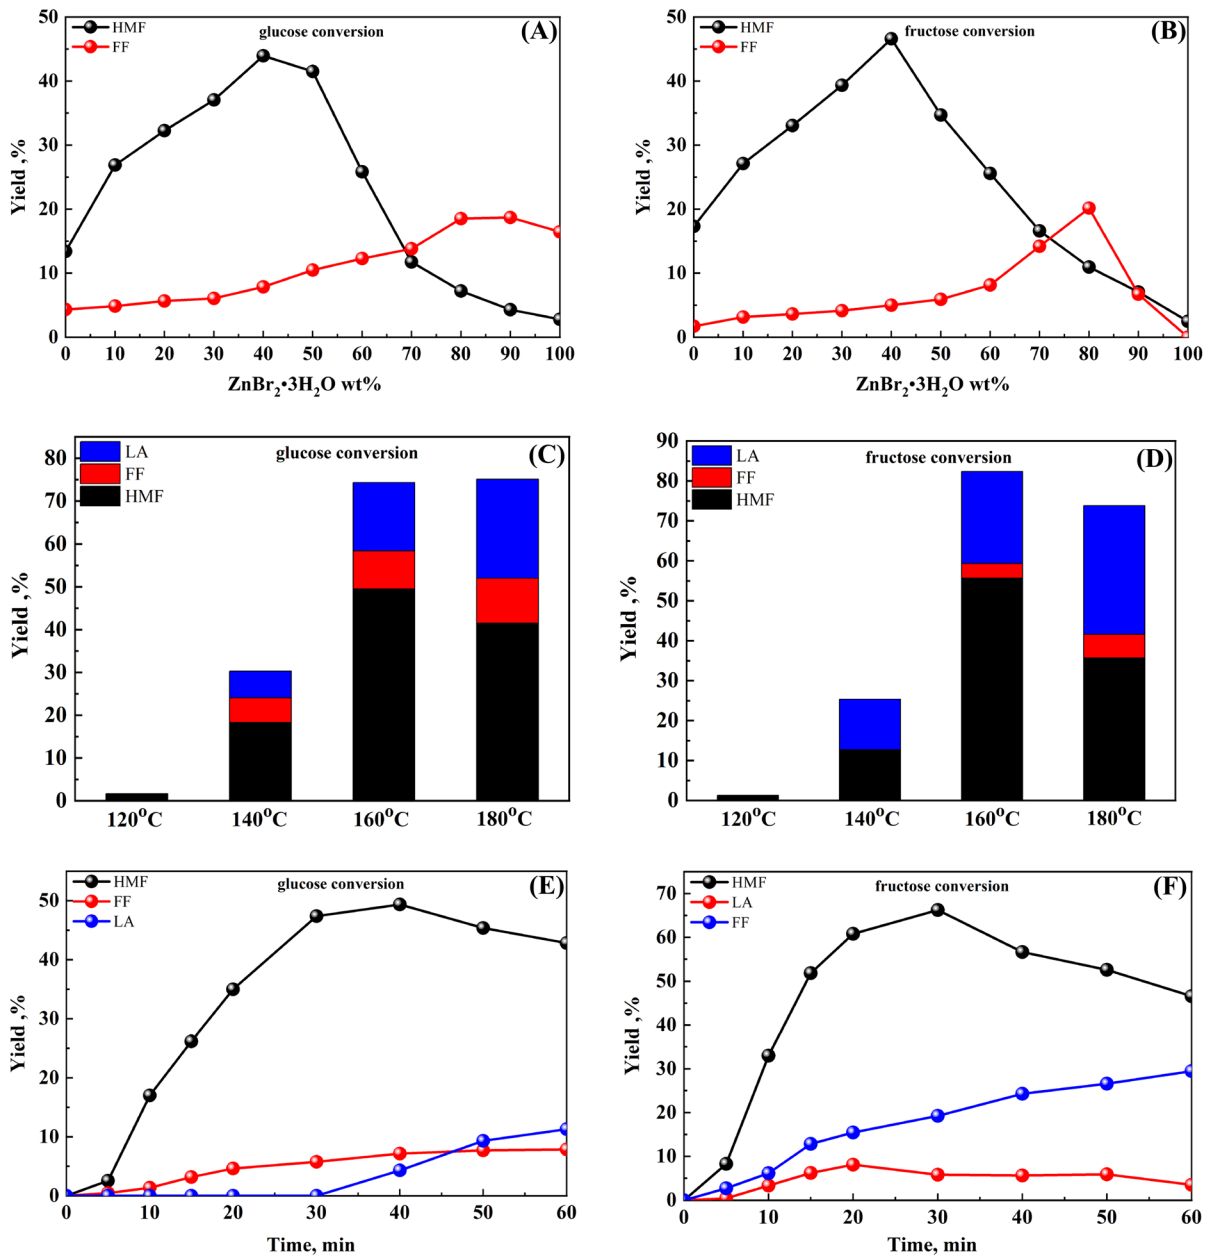 HMF
FF
glucose conversion
(A)
50
40
30
20
10
0
Yield ,%
0 10 20 30 40 50 60 70 80 90 100
ZnBr₂•3H₂O wt%
HMF
FF
fructose conversion
(B)
50
40
30
20
10
0
Yield ,%
0 10 20 30 40 50 60 70 80 90 100
ZnBr₂•3H₂O wt%
LA
FF
HMF
glucose conversion
(C)
80
70
60
50
40
30
20
10
0
Yield ,%
120°C 140°C 160°C 180°C
LA
FF
HMF
fructose conversion
(D)
90
80
70
60
50
40
30
20
10
0
Yield ,%
120°C 140°C 160°C 180°C
HMF
FF
LA
glucose conversion
(E)
50
40
30
20
10
0
Yield ,%
0 10 20 30 40 50 60
Time, min
HMF
LA
FF
fructose conversion
(F)
70
60
50
40
30
20
10
0
Yield ,%
0 10 20 30 40 50 60
Time, min